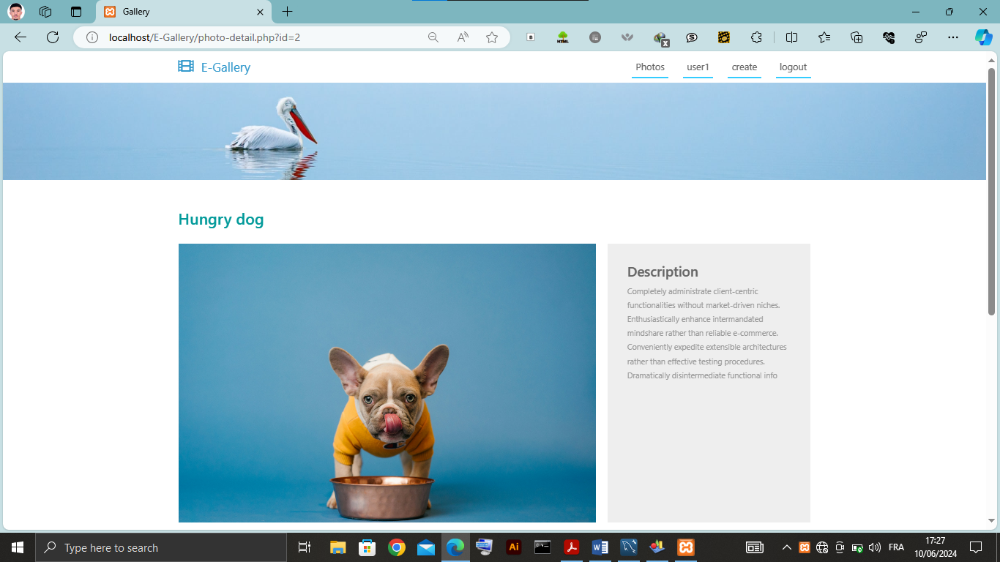 Gallery
localhost/E-Gallery/photo-detail.php?id=2
E-Gallery
Photos
user1
create
logout
Hungry dog
Description
Completely administrate client-centric
functionalities without market-driven niches.
Enthusiastically enhance intermandated
mindshare rather than reliable e-commerce.
Conveniently expedite extensible architectures
rather than effective testing procedures.
Dramatically disintermediate functional info
Type here to search
Ai
FRA
17:27
10/06/2024